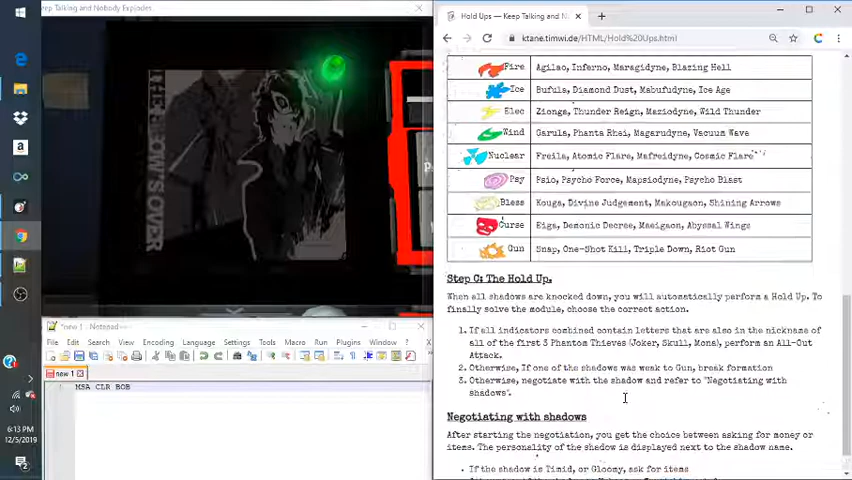 Keep Talking and Nobody Explodes
Hold Ups — Keep Talking and N
ktane.timwi.de/HTML/Hold%20Ups.html
THE SHOW'S OVER
Fire Agilao, Inferno, Maragidyne, Blazing Hell
Ice Bufula, Diamond Dust, Mabufudyne, Ice Age
Elec Zionga, Thunder Reign, Maziodyne, Wild Thunder
Wind Garula, Phanta Rhei, Magarudyne, Vacuum Wave
Nuclear Freila, Atomic Flare, Mafreidyne, Cosmic Flare
Psy Psio, Psycho Force, Mapsiodyne, Psycho Blast
Bless Kouga, Divine Judgement, Makougaon, Shining Arrows
Curse Eiga, Demonic Decree, Maeigaon, Abyssal Wings
Gun Snap, One-Shot Kill, Triple Down, Riot Gun
Step C: The Hold Up.
When all shadows are knocked down, you will automatically perform a Hold Up. To
finally solve the module, choose the correct action.
1. If all indicators combined contain letters that are also in the nickname of
all of the first 3 Phantom Thieves (Joker, Skull, Mona), perform an All-Out
Attack.
2. Otherwise, If one of the shadows was weak to Gun, break formation
3. Otherwise, negotiate with the shadow and refer to "Negotiating with
shadows".
Negotiating with shadows
After starting the negotiation, you get the choice between asking for money or
items. The personality of the shadow is displayed next to the shadow name.
If the shadow is Timid, or Gloomy, ask for items
*new 1 - Notepad++
File Edit Search View Encoding Language Settings Tools Macro Run Plugins Window ?
new 1
1 MSA CLR BOB
6:13 PM
12/5/2019
2